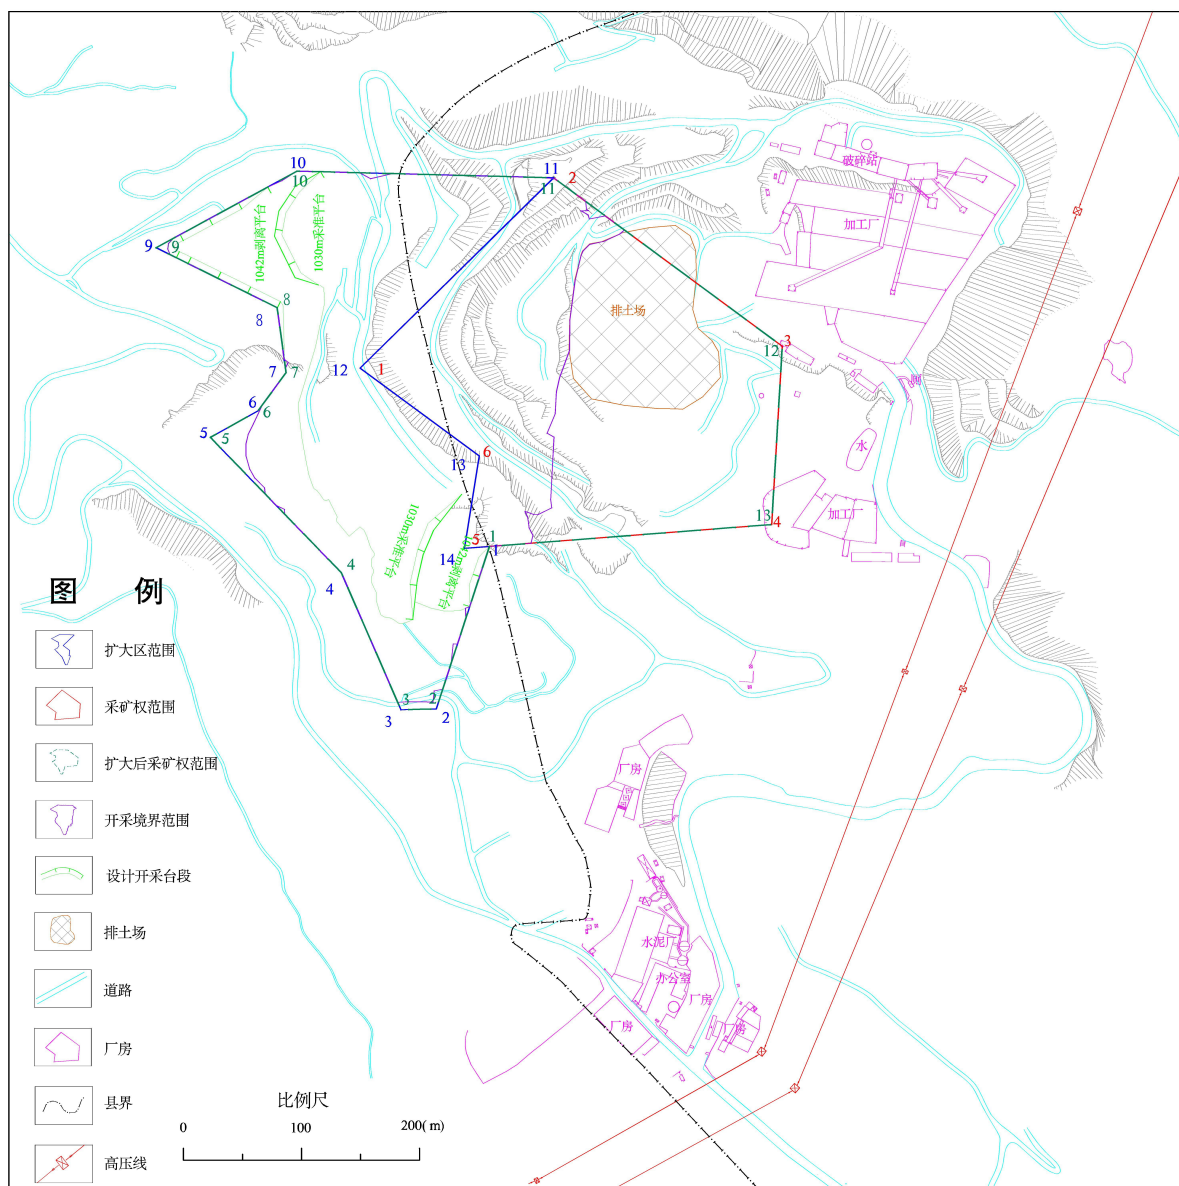 10
11
10
11
2
破碎站
9
9
1042m剥离平台
1030m采准平台
加工厂
8
8
排土场
3
12
7
7
12
1
6
6
5
5
水
13
6
1030m采准平台
13
4
加工厂
5
1
1
14
4
4
图 例
3
2
3
2
扩大区范围
采矿权范围
扩大后采矿权范围
厂房
开采境界范围
设计开采台段
排土场
水泥厂
办公室
道路
厂房
厂房
厂房
县界
比例尺
0 100 200( m)
高压线